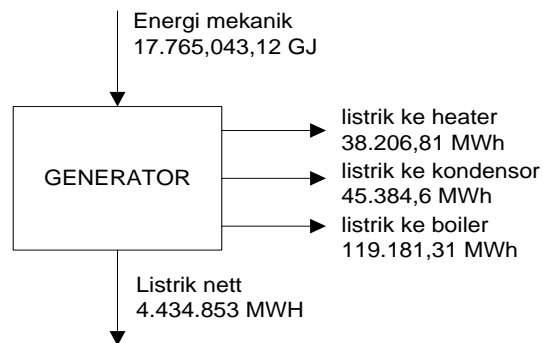 Energi mekanik
17.765,043,12 GJ
GENERATOR
listrik ke heater
38.206,81 MWh
listrik ke kondensor
45.384,6 MWh
listrik ke boiler
119.181,31 MWh
Listrik nett
4.434.853 MWH